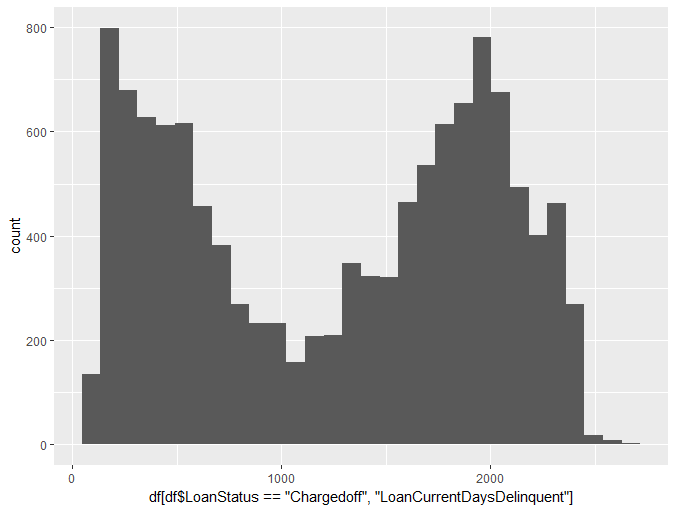 800
600
400
200
0
count
0 1000 2000
df[df$LoanStatus == "Chargedoff", "LoanCurrentDaysDelinquent"]